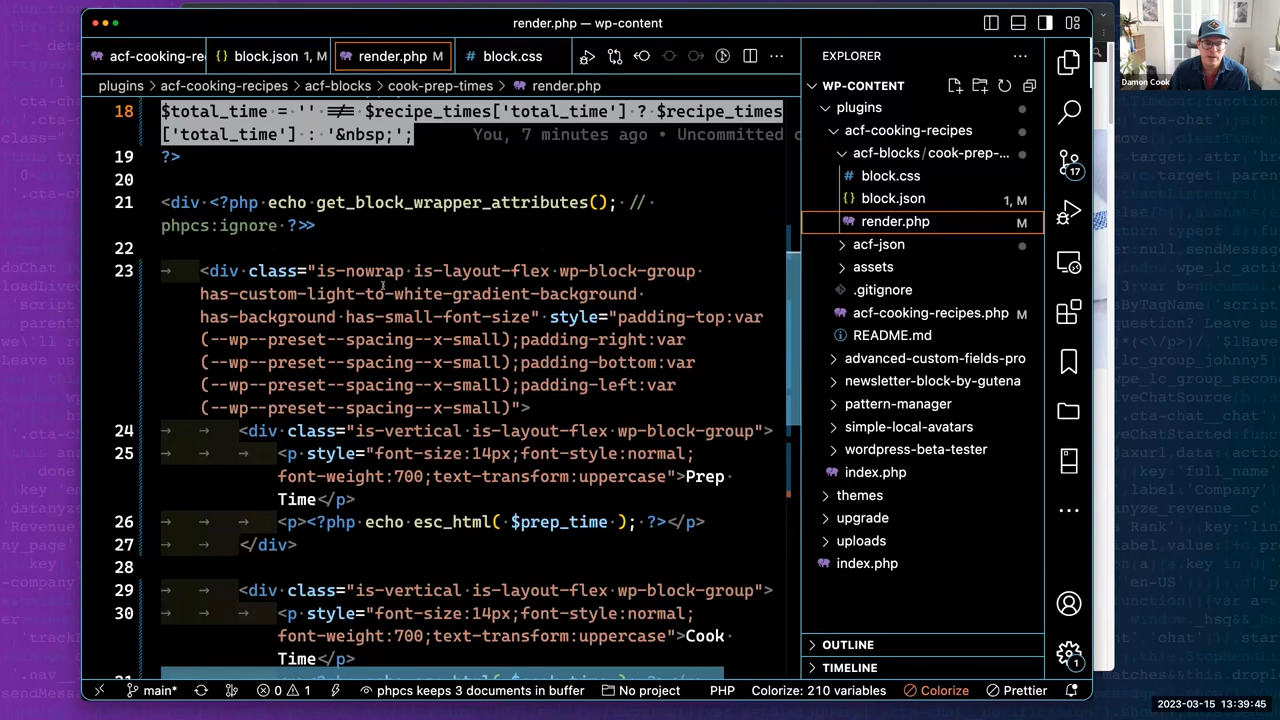 render.php — wp-content
acf-cooking-re
block.json 1, M
render.php M
block.css
plugins > acf-cooking-recipes > acf-blocks > cook-prep-times > render.php
18 $total_time = '' ≢ $recipe_times['total_time'] ? $recipe_times
['total_time'] : '&nbsp;'; You, 7 minutes ago • Uncommitted c
19 ?>
20
21 <div <?php echo get_block_wrapper_attributes(); //
phpcs:ignore ?>>
22
23 <div class="is-nowrap is-layout-flex wp-block-group
has-custom-light-to-white-gradient-background
has-background has-small-font-size" style="padding-top:var
(--wp--preset--spacing--x-small);padding-right:var
(--wp--preset--spacing--x-small);padding-bottom:var
(--wp--preset--spacing--x-small);padding-left:var
(--wp--preset--spacing--x-small)">
24 <div class="is-vertical is-layout-flex wp-block-group">
25 <p style="font-size:14px;font-style:normal;
font-weight:700;text-transform:uppercase">Prep
Time</p>
26 <p><?php echo esc_html( $prep_time ); ?></p>
27 </div>
28
29 <div class="is-vertical is-layout-flex wp-block-group">
30 <p style="font-size:14px;font-style:normal;
font-weight:700;text-transform:uppercase">Cook
Time</p>
EXPLORER
WP-CONTENT
plugins
acf-cooking-recipes
acf-blocks / cook-prep-...
block.css
block.json 1, M
render.php M
acf-json
assets
.gitignore
acf-cooking-recipes.php M
README.md
advanced-custom-fields-pro
newsletter-block-by-gutena
pattern-manager
simple-local-avatars
wordpress-beta-tester
index.php
themes
upgrade
uploads
index.php
OUTLINE
TIMELINE
17
1
main*
0 1
phpcs keeps 3 documents in buffer
No project
PHP
Colorize: 210 variables
Colorize
Prettier
Damon Cook
2023-03-15 13:39:45